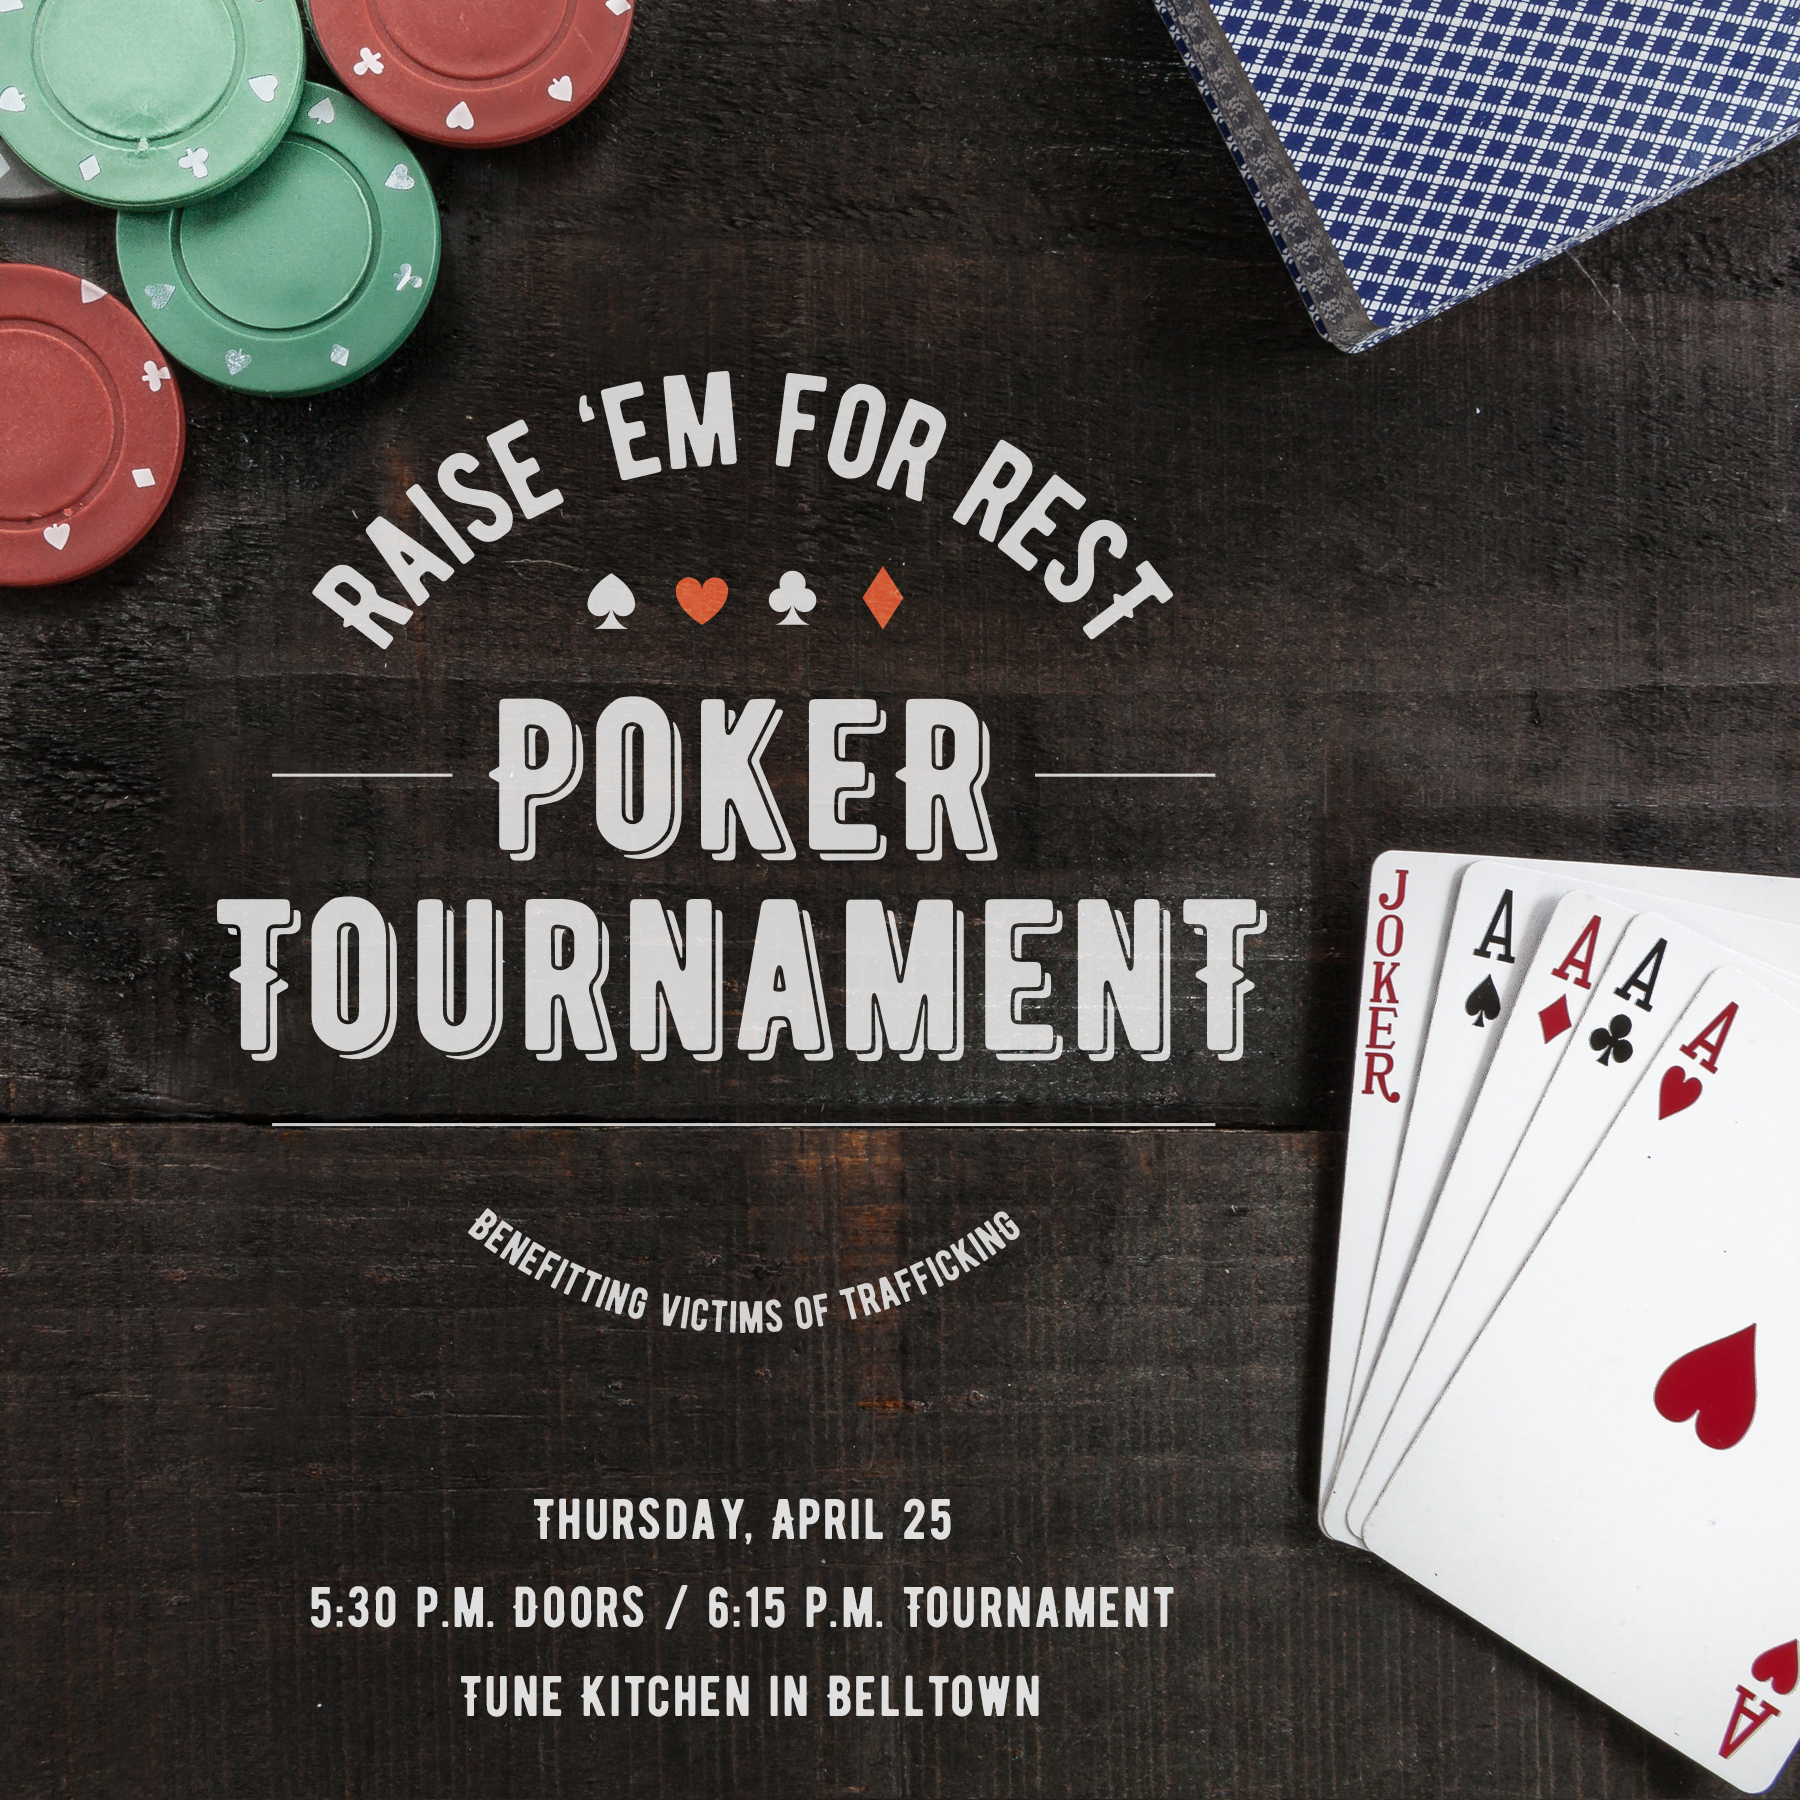 RAISE ‘EM FOR REST
POKER
TOURNAMENT
BENEFITTING VICTIMS OF TRAFFICKING
THURSDAY, APRIL 25
5:30 P.M. DOORS / 6:15 P.M. TOURNAMENT
TUNE KITCHEN IN BELLTOWN
JOKER
A
A
A
A
A